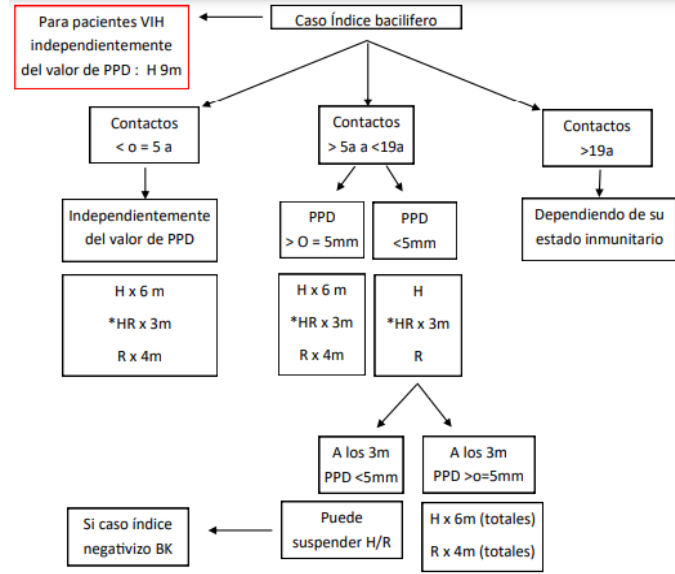 Para pacientes VIH
independientemente
del valor de PPD : H 9m
Caso Índice bacilifero
Contactos
< o = 5 a
Contactos
> 5a a <19a
Contactos
>19a
Independientemente
del valor de PPD
PPD
> O = 5mm
PPD
<5mm
Dependiendo de su
estado inmunitario
H x 6 m
*HR x 3m
R x 4m
H x 6 m
*HR x 3m
R x 4m
H
*HR x 3m
R
A los 3m
PPD <5mm
A los 3m
PPD >o=5mm
Si caso índice
negativizo BK
Puede
suspender H/R
H x 6m (totales)
R x 4m (totales)